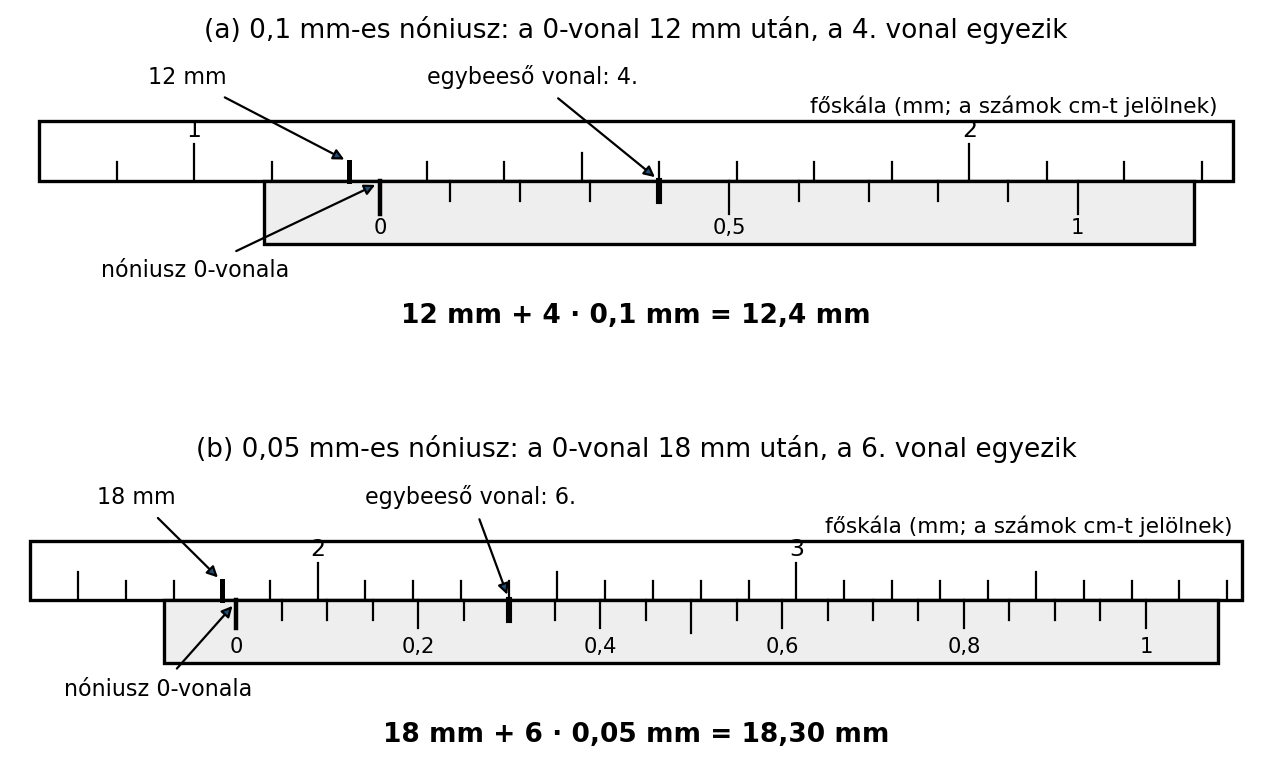 (a) 0,1 mm-es nóniusz: a 0-vonal 12 mm után, a 4. vonal egyezik
12 mm
egybeeső vonal: 4.
főskála (mm; a számok cm-t jelölnek)
1
2
0
0,5
1
nóniusz 0-vonala
12 mm + 4 · 0,1 mm = 12,4 mm
(b) 0,05 mm-es nóniusz: a 0-vonal 18 mm után, a 6. vonal egyezik
18 mm
egybeeső vonal: 6.
főskála (mm; a számok cm-t jelölnek)
2
3
0
0,2
0,4
0,6
0,8
1
nóniusz 0-vonala
18 mm + 6 · 0,05 mm = 18,30 mm